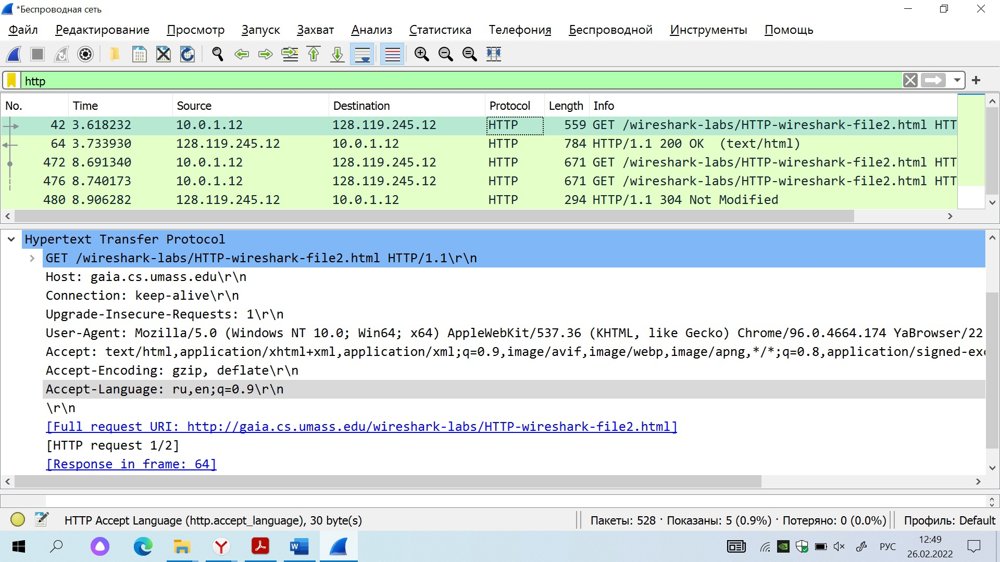 *Беспроводная сеть
Файл Редактирование Просмотр Запуск Захват Анализ Статистика Телефония Беспроводной Инструменты Помощь
http
No. Time Source Destination Protocol Length Info
42 3.618232 10.0.1.12 128.119.245.12 HTTP 559 GET /wireshark-labs/HTTP-wireshark-file2.html HTT
64 3.733930 128.119.245.12 10.0.1.12 HTTP 784 HTTP/1.1 200 OK (text/html)
472 8.691340 10.0.1.12 128.119.245.12 HTTP 671 GET /wireshark-labs/HTTP-wireshark-file2.html HTT
476 8.740173 10.0.1.12 128.119.245.12 HTTP 671 GET /wireshark-labs/HTTP-wireshark-file2.html HTT
480 8.906282 128.119.245.12 10.0.1.12 HTTP 294 HTTP/1.1 304 Not Modified
Hypertext Transfer Protocol
GET /wireshark-labs/HTTP-wireshark-file2.html HTTP/1.1\r\n
Host: gaia.cs.umass.edu\r\n
Connection: keep-alive\r\n
Upgrade-Insecure-Requests: 1\r\n
User-Agent: Mozilla/5.0 (Windows NT 10.0; Win64; x64) AppleWebKit/537.36 (KHTML, like Gecko) Chrome/96.0.4664.174 YaBrowser/22
Accept: text/html,application/xhtml+xml,application/xml;q=0.9,image/avif,image/webp,image/apng,*/*;q=0.8,application/signed-exc
Accept-Encoding: gzip, deflate\r\n
Accept-Language: ru,en;q=0.9\r\n
\r\n
[Full request URI: http://gaia.cs.umass.edu/wireshark-labs/HTTP-wireshark-file2.html]
[HTTP request 1/2]
[Response in frame: 64]
HTTP Accept Language (http.accept_language), 30 byte(s) Пакеты: 528 · Показаны: 5 (0.9%) · Потеряно: 0 (0.0%) Профиль: Default
РУС 12:49
26.02.2022